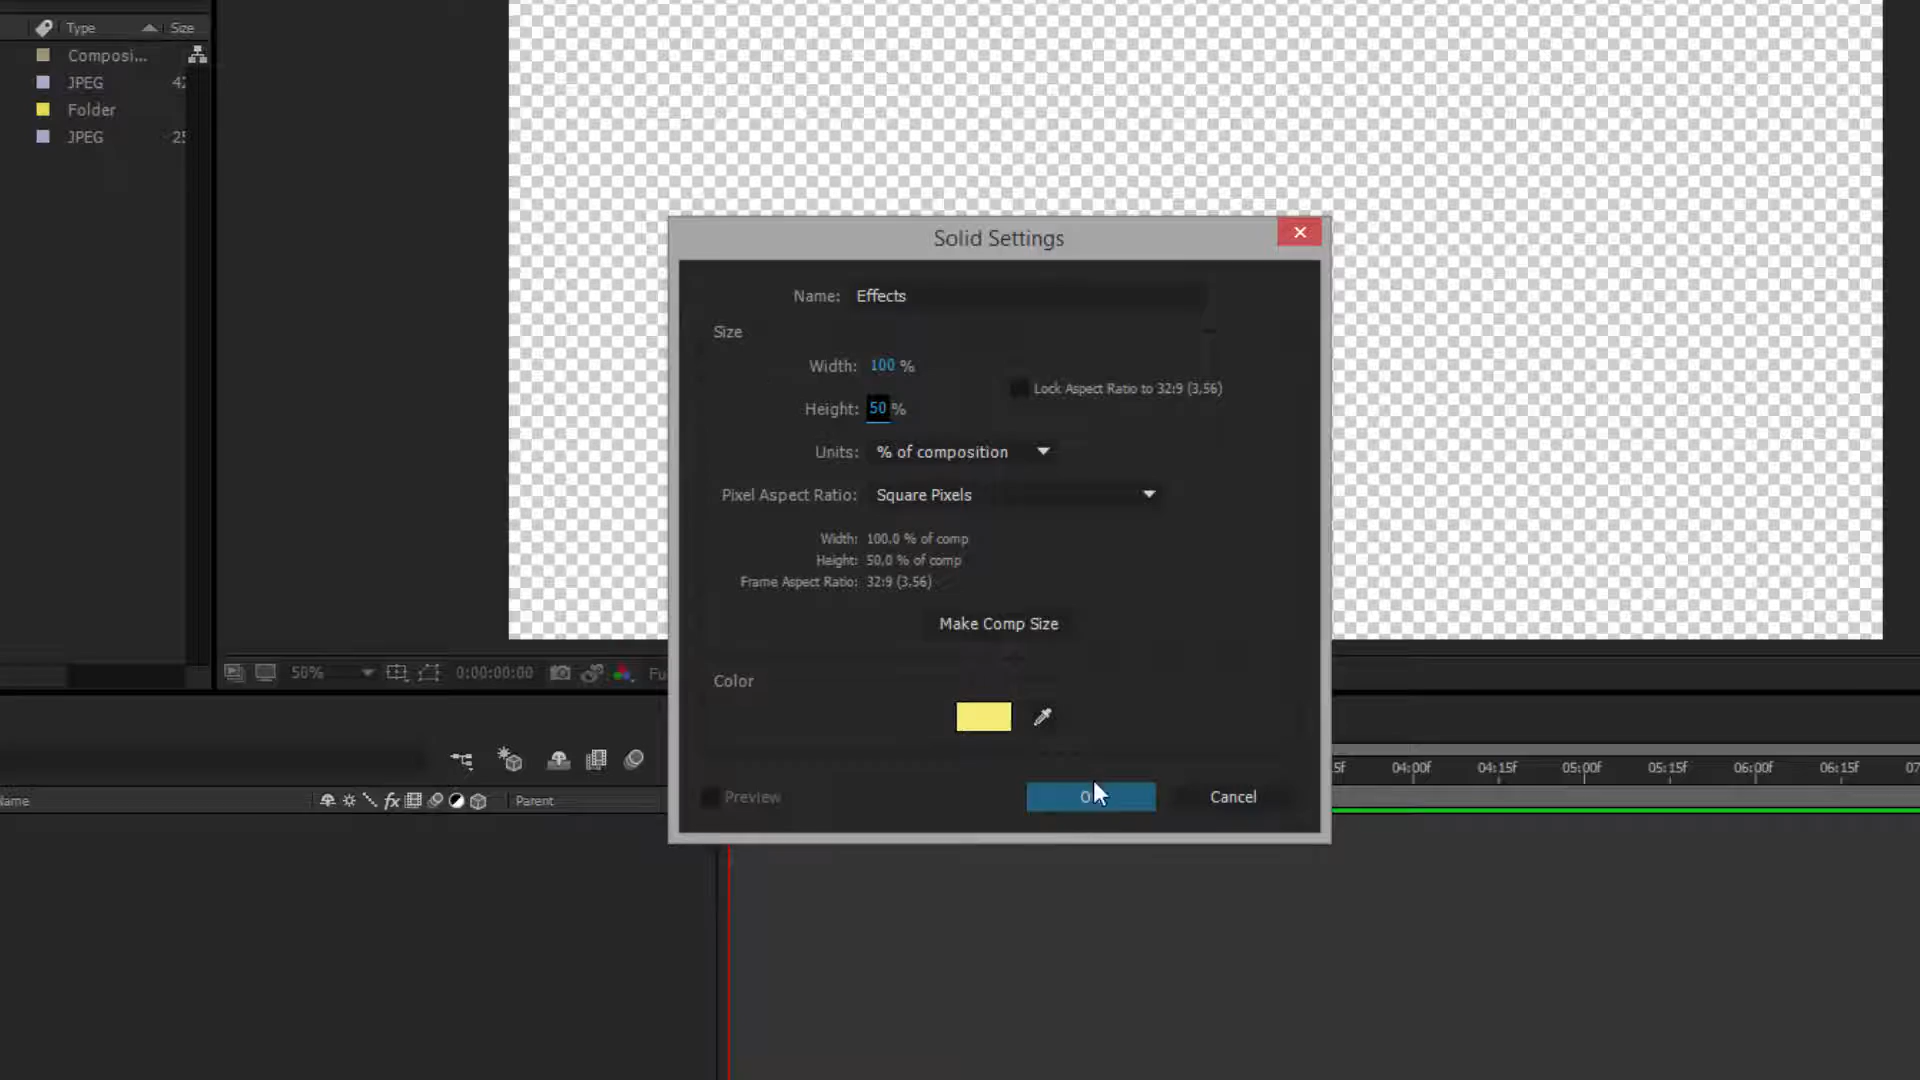 Type Size
Composi...
JPEG
Folder
JPEG
Solid Settings
Name: Effects
Size
Width: 100 %
Lock Aspect Ratio to 32:9 (3,56)
Height: 50 %
Units: % of composition
Pixel Aspect Ratio: Square Pixels
Width: 100,0 % of comp
Height: 50,0 % of comp
Frame Aspect Ratio: 32:9 (3,56)
Make Comp Size
50% 0:00:00:00
Color
Preview
Cancel
04:00f 04:15f 05:00f 05:15f 06:00f 06:15f
fx Parent